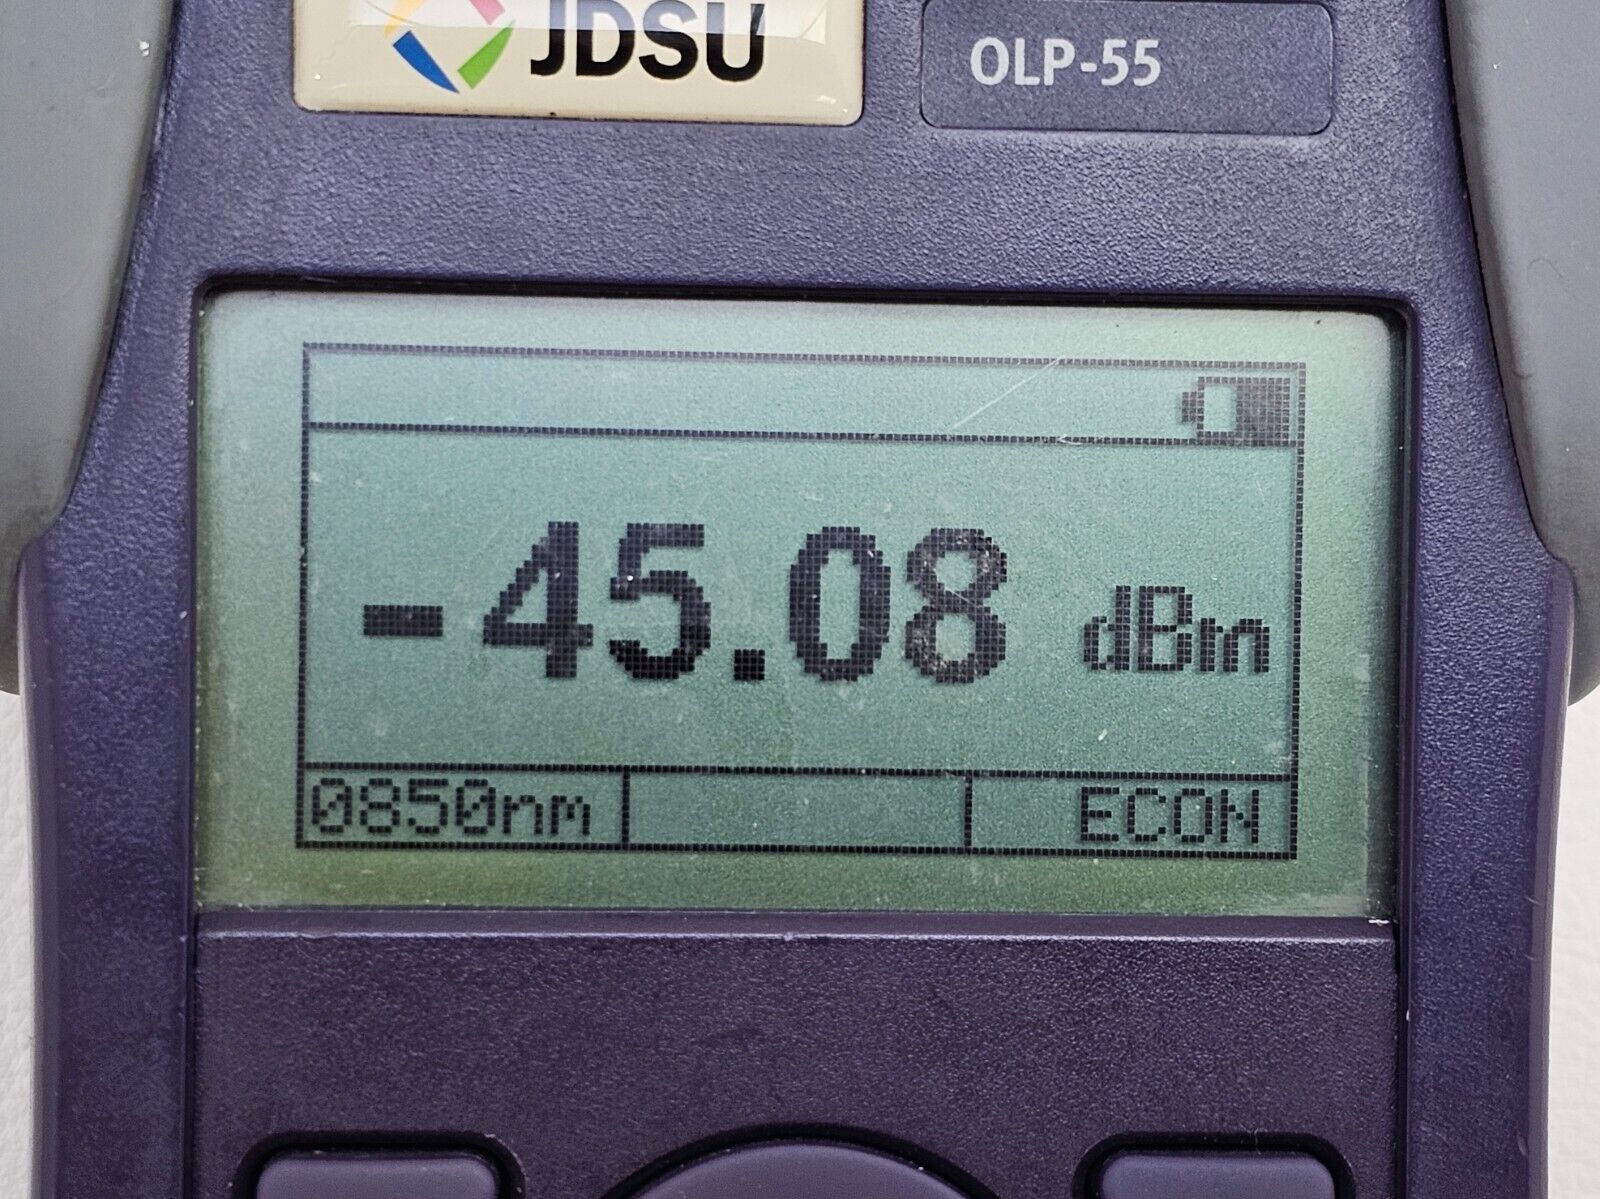 JDSU
OLP-55
-45.08 dBm
0850nm
ECON